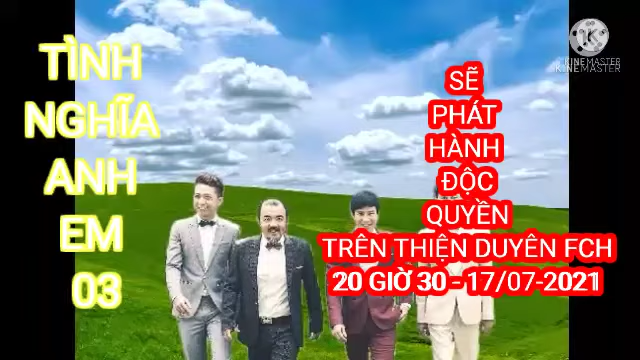 TÌNH
NGHĨA
ANH
EM
03
SẼ
PHÁT
HÀNH
ĐỘC
QUYỀN
TRÊN THIỆN DUYÊN FCH
20 GIỜ 30 - 17/07-2021
KINEMASTER
KINEMASTER